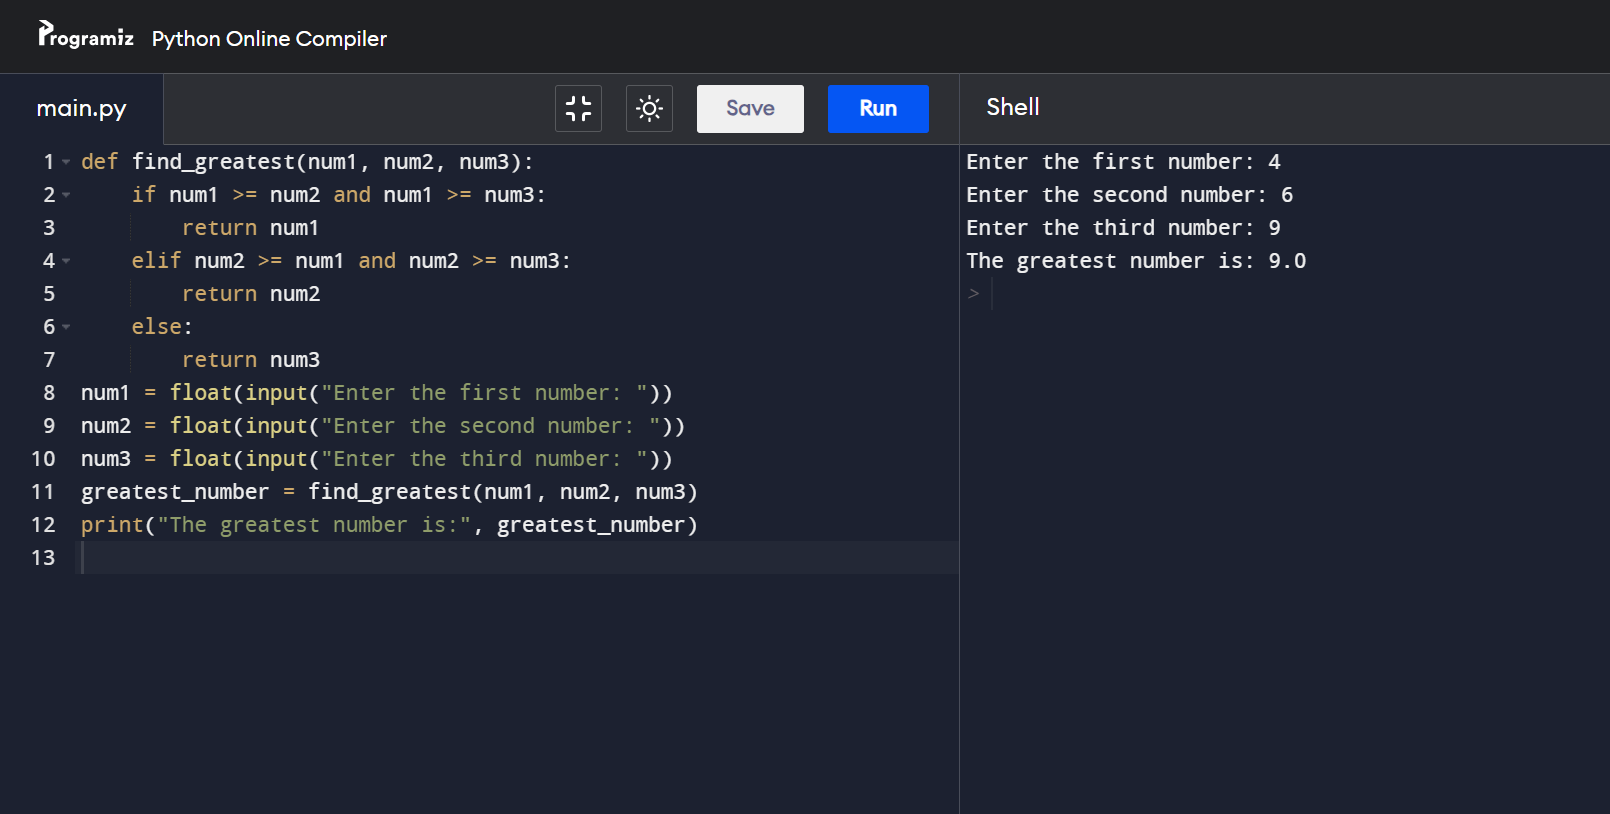 Programiz Python Online Compiler
main.py Save Run Shell
1 def find_greatest(num1, num2, num3):
2     if num1 >= num2 and num1 >= num3:
3         return num1
4     elif num2 >= num1 and num2 >= num3:
5         return num2
6     else:
7         return num3
8 num1 = float(input("Enter the first number: "))
9 num2 = float(input("Enter the second number: "))
10 num3 = float(input("Enter the third number: "))
11 greatest_number = find_greatest(num1, num2, num3)
12 print("The greatest number is:", greatest_number)
13
Enter the first number: 4
Enter the second number: 6
Enter the third number: 9
The greatest number is: 9.0
>